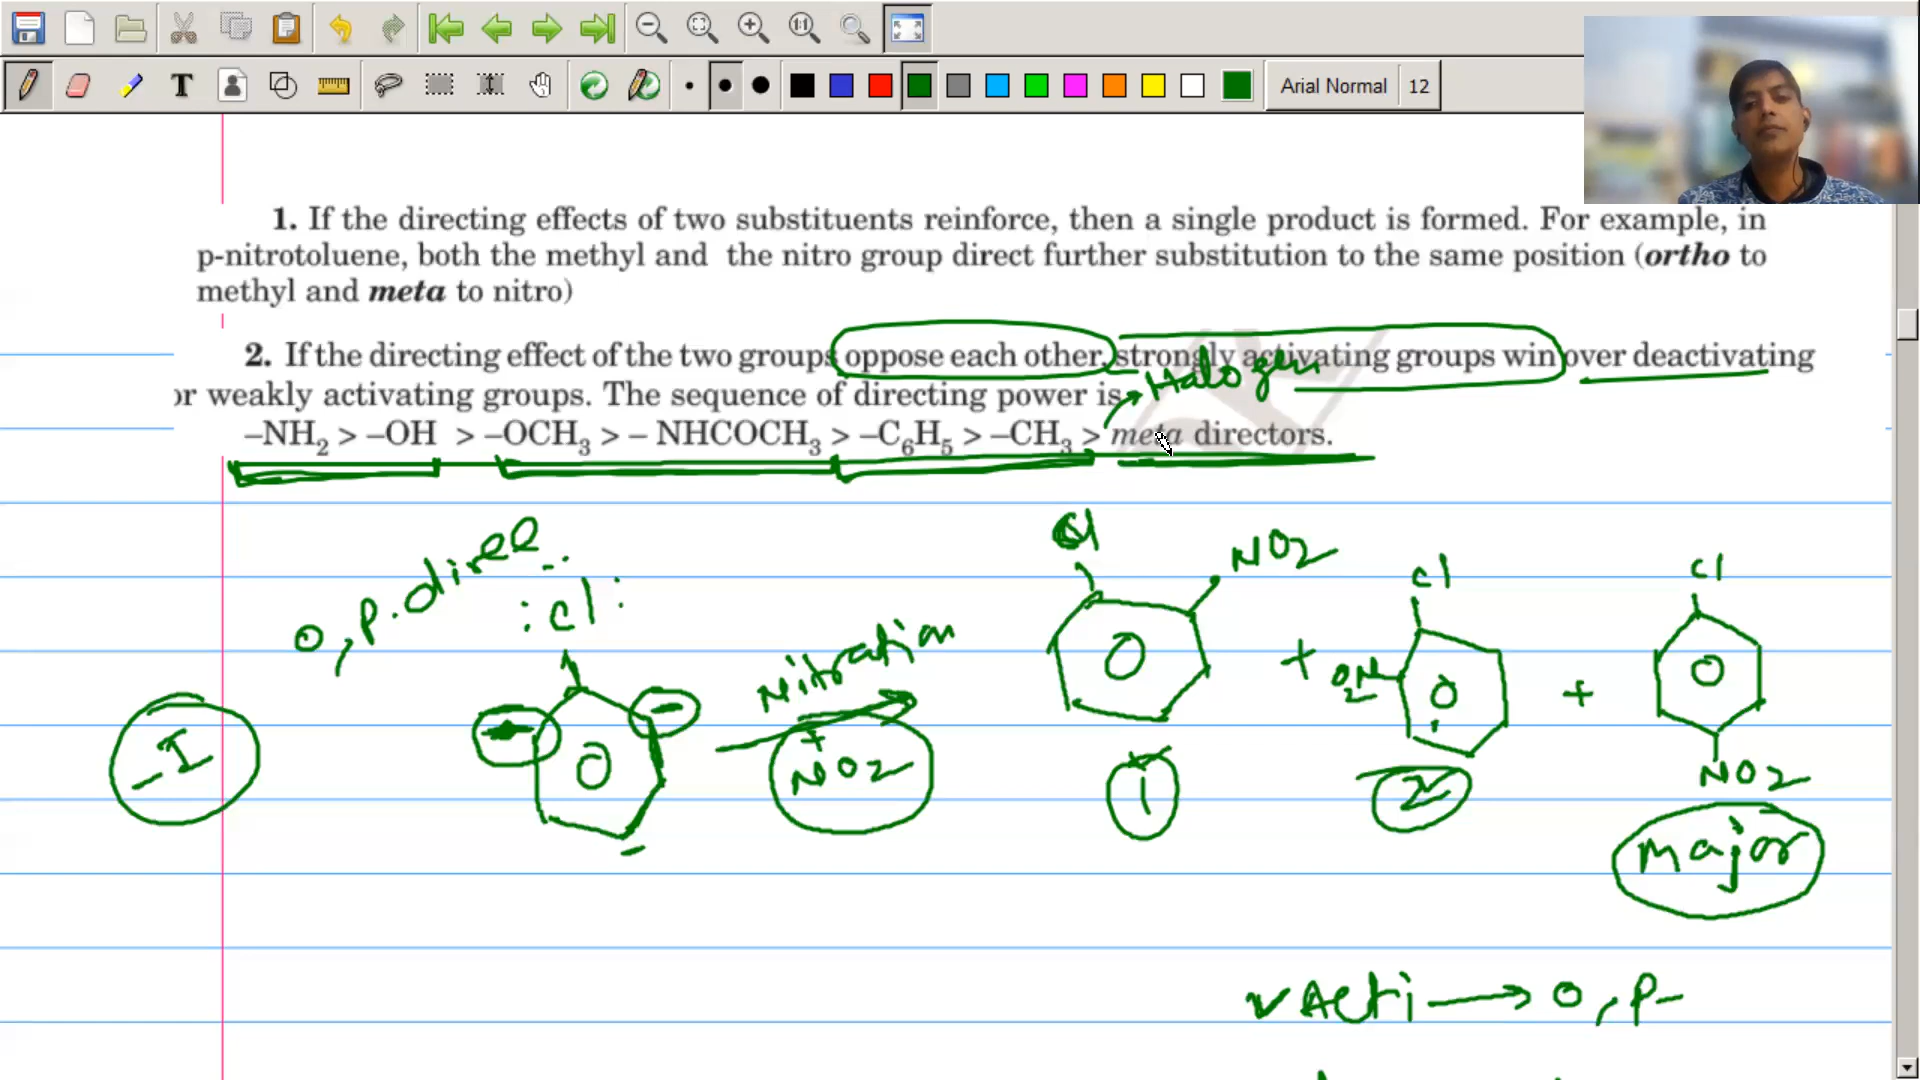 Arial Normal 12
1. If the directing effects of two substituents reinforce, then a single product is formed. For example, in
p-nitrotoluene, both the methyl and the nitro group direct further substitution to the same position (ortho to
methyl and meta to nitro)
2. If the directing effect of the two groups oppose each other, strongly activating groups win over deactivating
or weakly activating groups. The sequence of directing power is
Halogen
–NH2 > –OH > –OCH3 > – NHCOCH3 > –C6H5 > –CH3 > meta directors.
O, P. direc
:Cl:
Cl
NO2
Cl
Cl
Nitration
+
O2N
+
-I
+
NO2
NO2
1
2
Major
Acti → O, P-